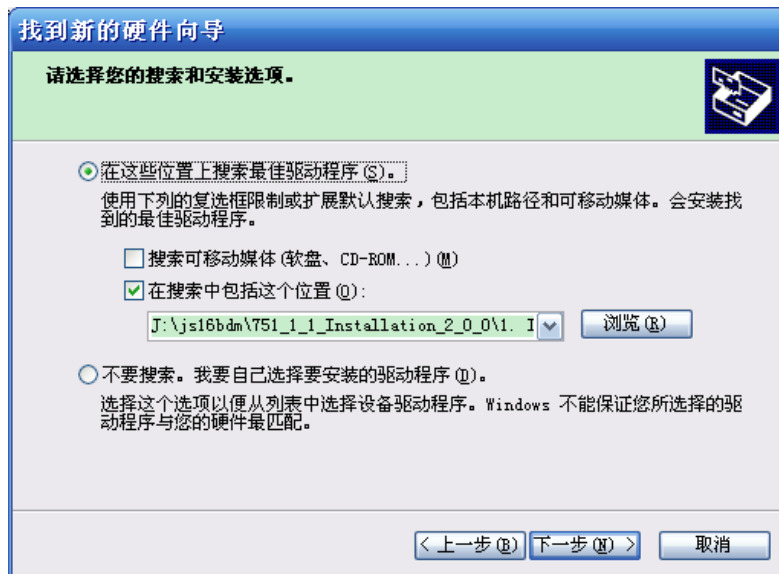 找到新的硬件向导
请选择您的搜索和安装选项。
在这些位置上搜索最佳驱动程序(S)。
使用下列的复选框限制或扩展默认搜索，包括本机路径和可移动媒体。会安装找
到的最佳驱动程序。
搜索可移动媒体(软盘、CD-ROM...)(M)
在搜索中包括这个位置(O):
J:\js16bdm\751_1_1_Installation_2_0_0\1. I
浏览(R)
不要搜索。我要自己选择要安装的驱动程序(D)。
选择这个选项以便从列表中选择设备驱动程序。Windows 不能保证您所选择的驱
动程序与您的硬件最匹配。
< 上一步(B) 下一步(N) > 取消